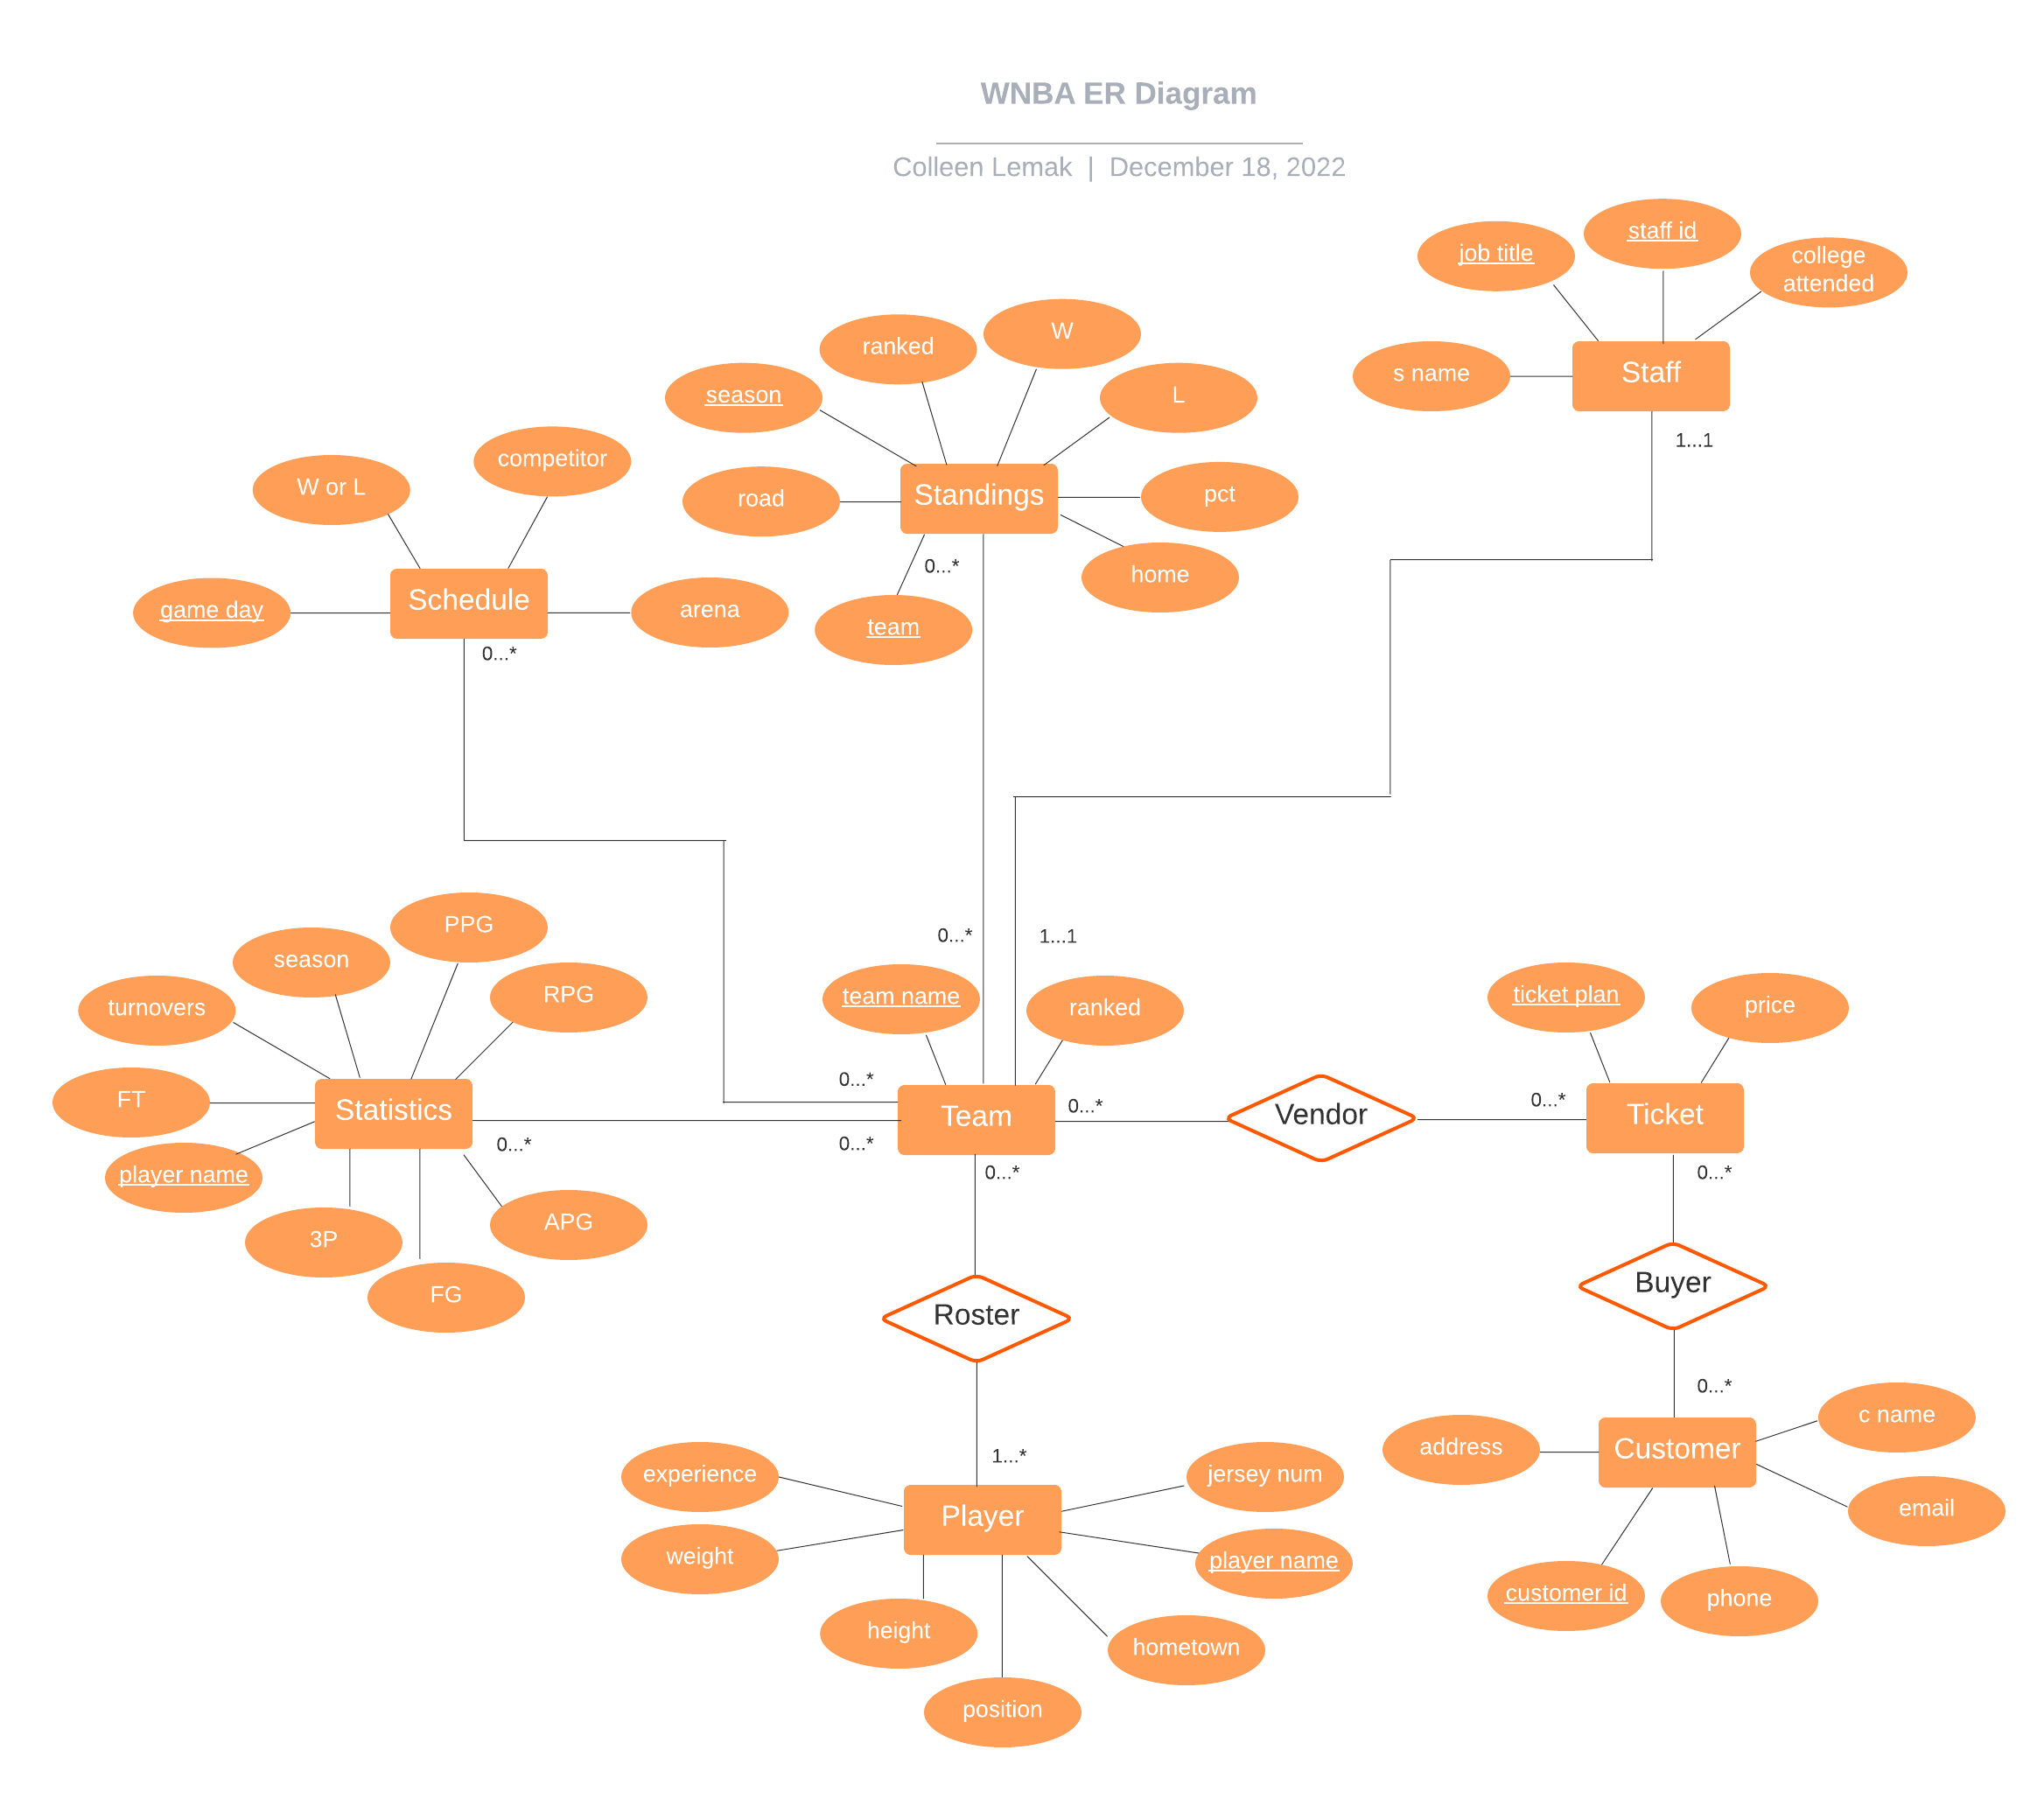 WNBA ER Diagram
Colleen Lemak | December 18, 2022
job title
staff id
college
attended
s name
Staff
1...1
ranked
W
season
L
road
Standings
pct
0...*
home
team
W or L
competitor
game day
Schedule
arena
0...*
0...*
1...1
PPG
season
RPG
turnovers
FT
Statistics
player name
3P
FG
APG
0...*
0...*
0...*
team name
ranked
Team
0...*
0...*
Vendor
0...*
ticket plan
price
Ticket
0...*
Buyer
0...*
Roster
1...*
experience
jersey num
Player
weight
player name
height
hometown
position
c name
address
Customer
email
customer id
phone